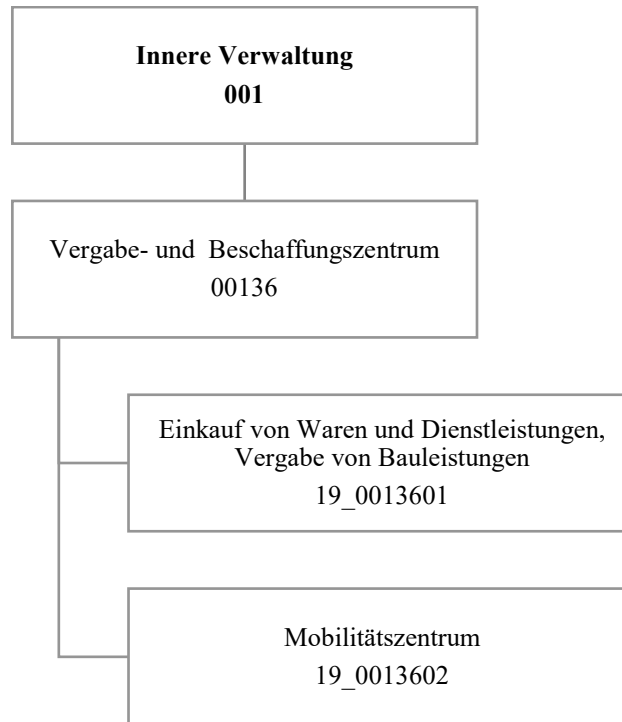 Innere Verwaltung
001
Vergabe- und Beschaffungszentrum
00136
Einkauf von Waren und Dienstleistungen,
Vergabe von Bauleistungen
19_0013601
Mobilitätszentrum
19_0013602